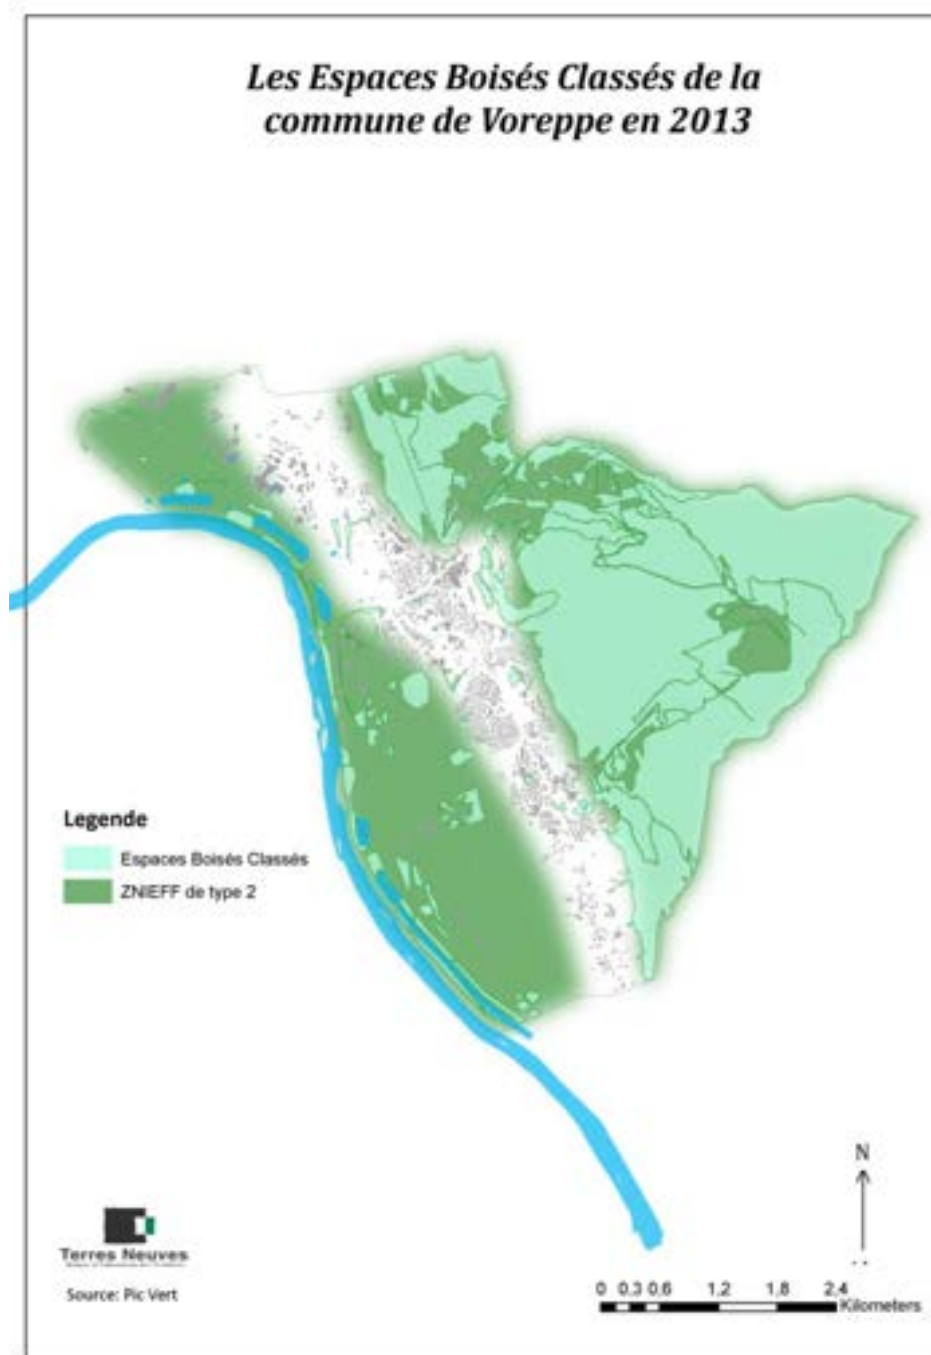 Les Espaces Boisés Classés de la
commune de Voreppe en 2013
Legende
Espaces Boisés Classés
ZNIEFF de type 2
N
Terres Neuves
Source: Pic Vert
0 0,3 0,6 1,2 1,8 2,4
Kilometers